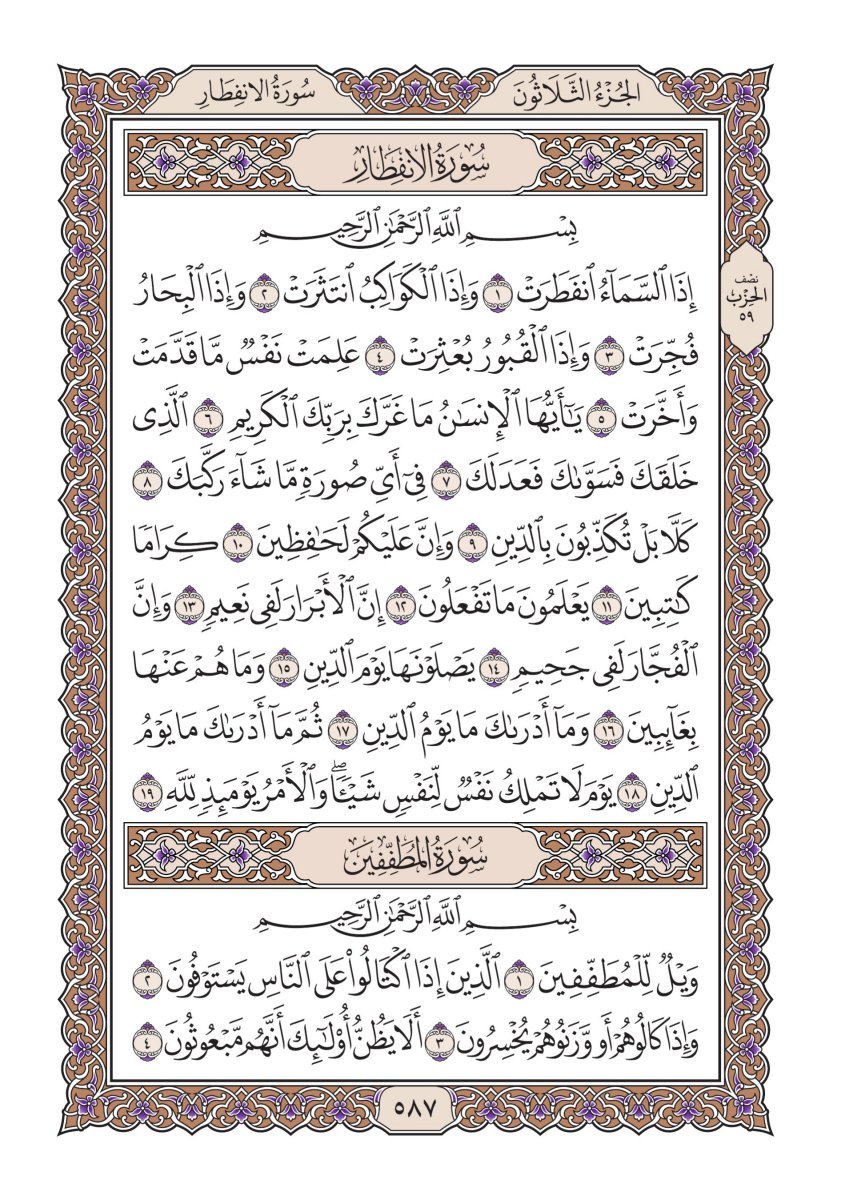 الجُزْءُ الثَّلَاثُونَ
سُورَةُ الانفِطَارِ
سُورَةُ الانفِطَارِ
بِسْمِ ٱللَّهِ ٱلرَّحْمَٰنِ ٱلرَّحِيمِ
إِذَا ٱلسَّمَآءُ ٱنفَطَرَتْ ١ وَإِذَا ٱلْكَوَاكِبُ ٱنتَثَرَتْ ٢ وَإِذَا ٱلْبِحَارُ
نصف
الحِزْب
٥٩
فُجِّرَتْ ٣ وَإِذَا ٱلْقُبُورُ بُعْثِرَتْ ٤ عَلِمَتْ نَفْسٌ مَّا قَدَّمَتْ
وَأَخَّرَتْ ٥ يَٰٓأَيُّهَا ٱلْإِنسَٰنُ مَا غَرَّكَ بِرَبِّكَ ٱلْكَرِيمِ ٦ ٱلَّذِى
خَلَقَكَ فَسَوَّىٰكَ فَعَدَلَكَ ٧ فِىٓ أَىِّ صُورَةٍ مَّا شَآءَ رَكَّبَكَ ٨
كَلَّا بَلْ تُكَذِّبُونَ بِٱلدِّينِ ٩ وَإِنَّ عَلَيْكُمْ لَحَٰفِظِينَ ١٠ كِرَامًا
كَٰتِبِينَ ١١ يَعْلَمُونَ مَا تَفْعَلُونَ ١٢ إِنَّ ٱلْأَبْرَارَ لَفِى نَعِيمٍ ١٣ وَإِنَّ
ٱلْفُجَّارَ لَفِى جَحِيمٍ ١٤ يَصْلَوْنَهَا يَوْمَ ٱلدِّينِ ١٥ وَمَا هُمْ عَنْهَا
بِغَآئِبِينَ ١٦ وَمَآ أَدْرَىٰكَ مَا يَوْمُ ٱلدِّينِ ١٧ ثُمَّ مَآ أَدْرَىٰكَ مَا يَوْمُ
ٱلدِّينِ ١٨ يَوْمَ لَا تَمْلِكُ نَفْسٌ لِّنَفْسٍ شَيْـًٔا ۖ وَٱلْأَمْرُ يَوْمَئِذٍ لِّلَّهِ ١٩
سُورَةُ المُطَفِّفِينَ
بِسْمِ ٱللَّهِ ٱلرَّحْمَٰنِ ٱلرَّحِيمِ
وَيْلٌ لِّلْمُطَفِّفِينَ ١ ٱلَّذِينَ إِذَا ٱكْتَالُوا۟ عَلَى ٱلنَّاسِ يَسْتَوْفُونَ ٢
وَإِذَا كَالُوهُمْ أَو وَّزَنُوهُمْ يُخْسِرُونَ ٣ أَلَا يَظُنُّ أُو۟لَٰٓئِكَ أَنَّهُم مَّبْعُوثُونَ ٤
٥٨٧